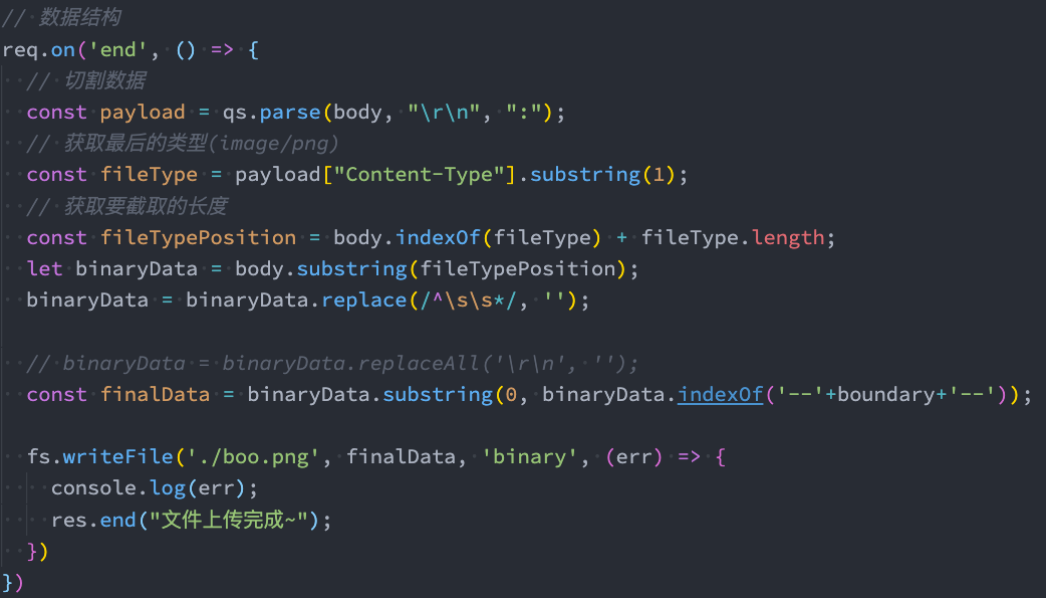 // 数据结构
req.on('end', () => {
  // 切割数据
  const payload = qs.parse(body, "\r\n", ":");
  // 获取最后的类型(image/png)
  const fileType = payload["Content-Type"].substring(1);
  // 获取要截取的长度
  const fileTypePosition = body.indexOf(fileType) + fileType.length;
  let binaryData = body.substring(fileTypePosition);
  binaryData = binaryData.replace(/^\s\s*/, '');

  // binaryData = binaryData.replaceAll('\r\n', '');
  const finalData = binaryData.substring(0, binaryData.indexOf('--'+boundary+'--'));

  fs.writeFile('./boo.png', finalData, 'binary', (err) => {
    console.log(err);
    res.end("文件上传完成~");
  })
})